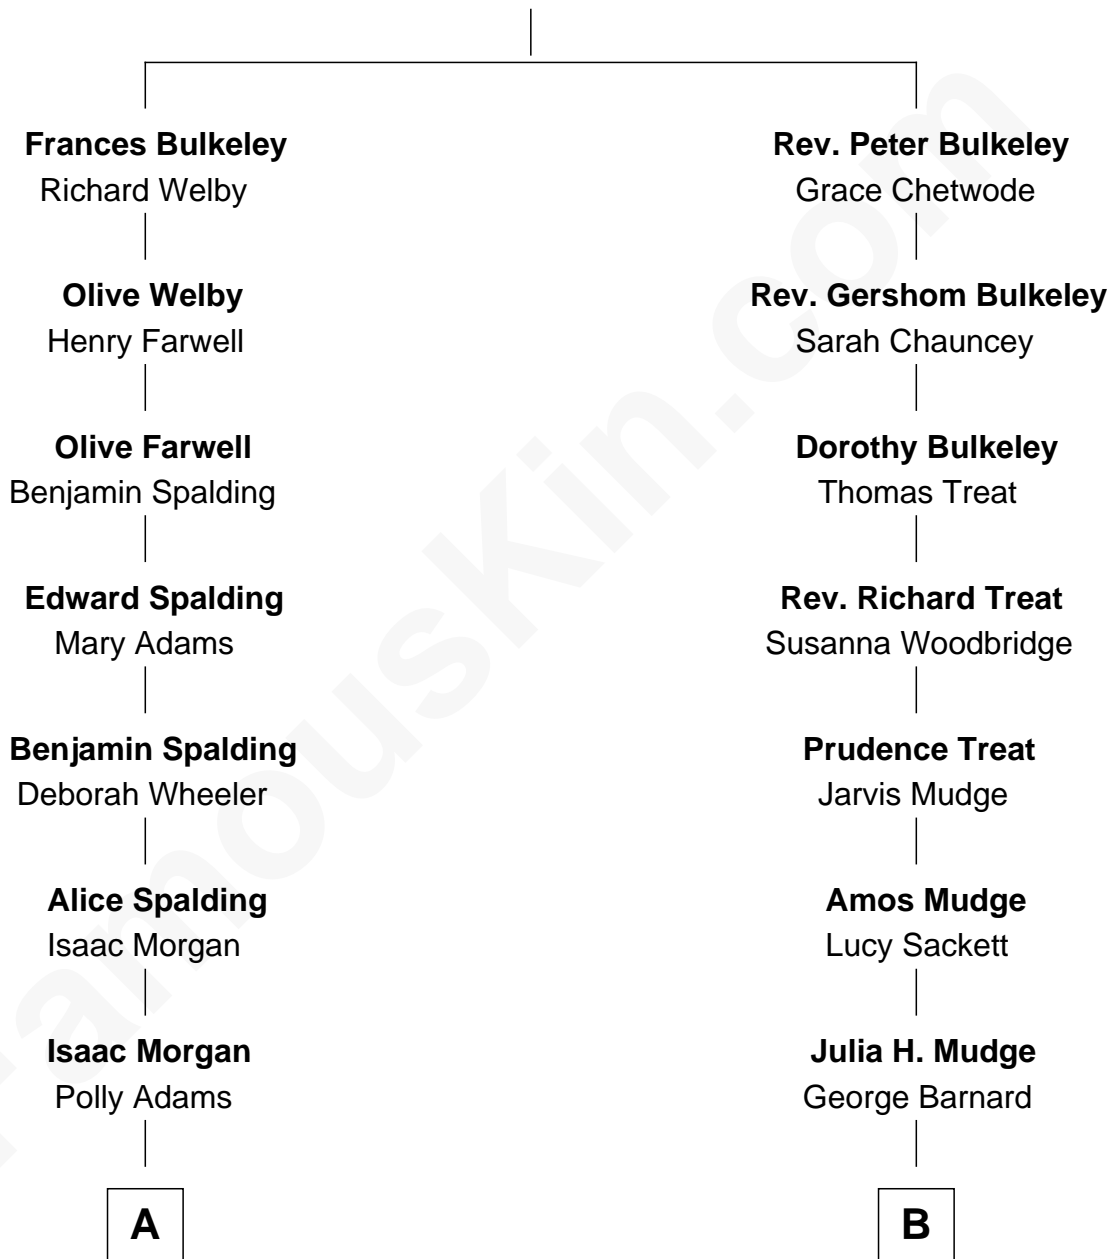 Frances Bulkeley
Richard Welby
Olive Welby
Henry Farwell
Olive Farwell
Benjamin Spalding
Edward Spalding
Mary Adams
Benjamin Spalding
Deborah Wheeler
Alice Spalding
Isaac Morgan
Isaac Morgan
Polly Adams
A
Rev. Peter Bulkeley
Grace Chetwode
Rev. Gershom Bulkeley
Sarah Chauncey
Dorothy Bulkeley
Thomas Treat
Rev. Richard Treat
Susanna Woodbridge
Prudence Treat
Jarvis Mudge
Amos Mudge
Lucy Sackett
Julia H. Mudge
George Barnard
B
FamousKin.com